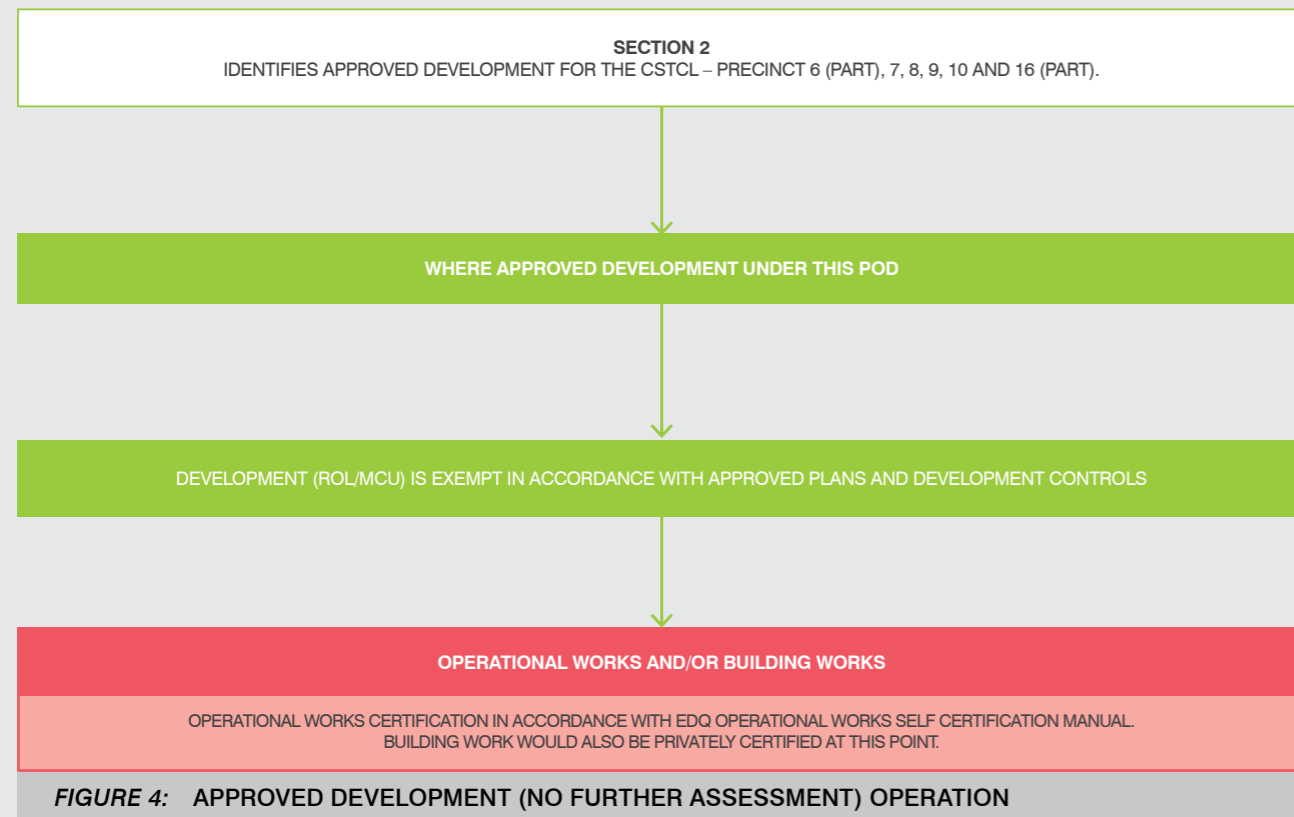 SECTION 2
IDENTIFIES APPROVED DEVELOPMENT FOR THE CSTCL – PRECINCT 6 (PART), 7, 8, 9, 10 AND 16 (PART).
WHERE APPROVED DEVELOPMENT UNDER THIS POD
DEVELOPMENT (ROL/MCU) IS EXEMPT IN ACCORDANCE WITH APPROVED PLANS AND DEVELOPMENT CONTROLS
OPERATIONAL WORKS AND/OR BUILDING WORKS
OPERATIONAL WORKS CERTIFICATION IN ACCORDANCE WITH EDQ OPERATIONAL WORKS SELF CERTIFICATION MANUAL.
BUILDING WORK WOULD ALSO BE PRIVATELY CERTIFIED AT THIS POINT.
FIGURE 4: APPROVED DEVELOPMENT (NO FURTHER ASSESSMENT) OPERATION